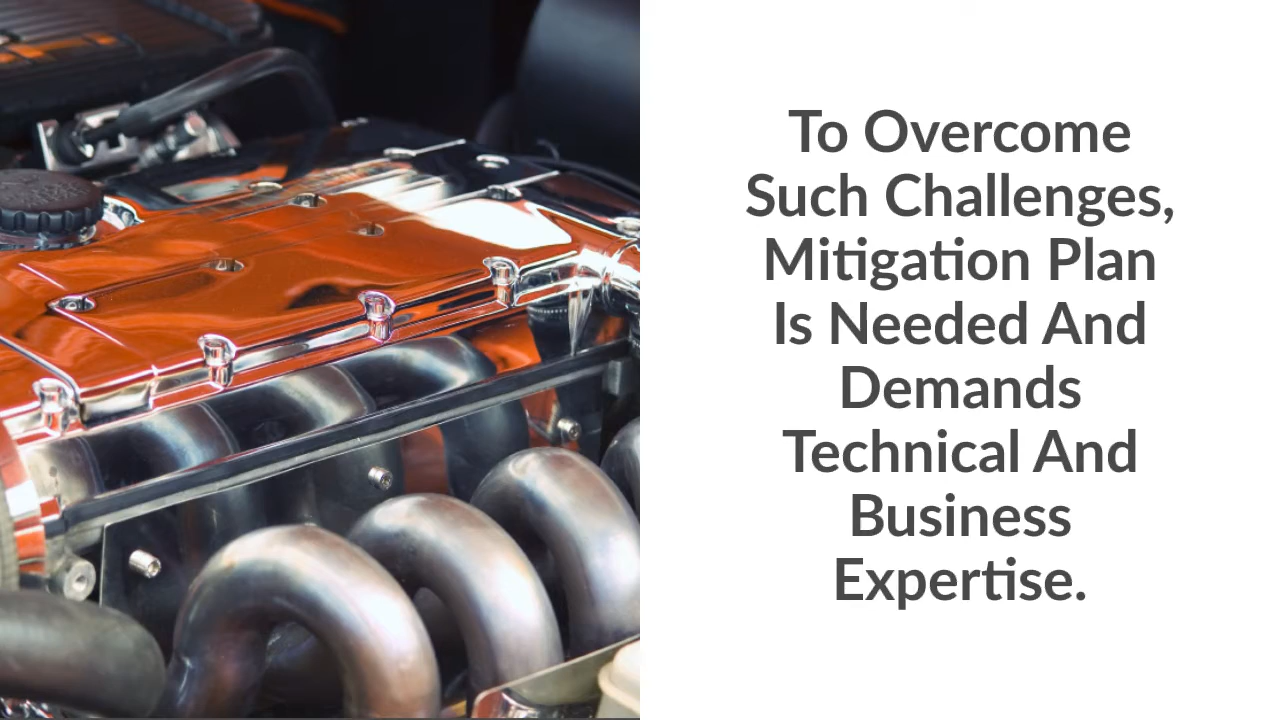 To Overcome
Such Challenges,
Mitigation Plan
Is Needed And
Demands
Technical And
Business
Expertise.